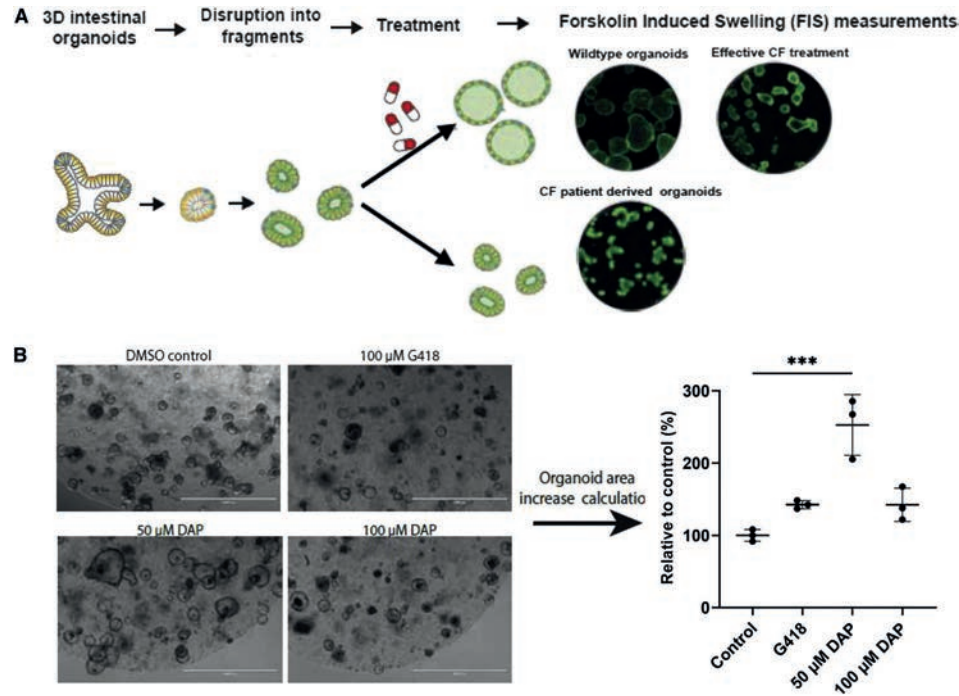 A
3D intestinal organoids
Disruption into fragments
Treatment
Forskolin Induced Swelling (FIS) measurements
Wildtype organoids
Effective CF treatment
CF patient derived organoids
B
DMSO control
100 µM G418
50 µM DAP
100 µM DAP
Organoid area
increase calculatio
***
Relative to control (%)
300
200
100
0
Control
G418
50 µM DAP
100 µM DAP